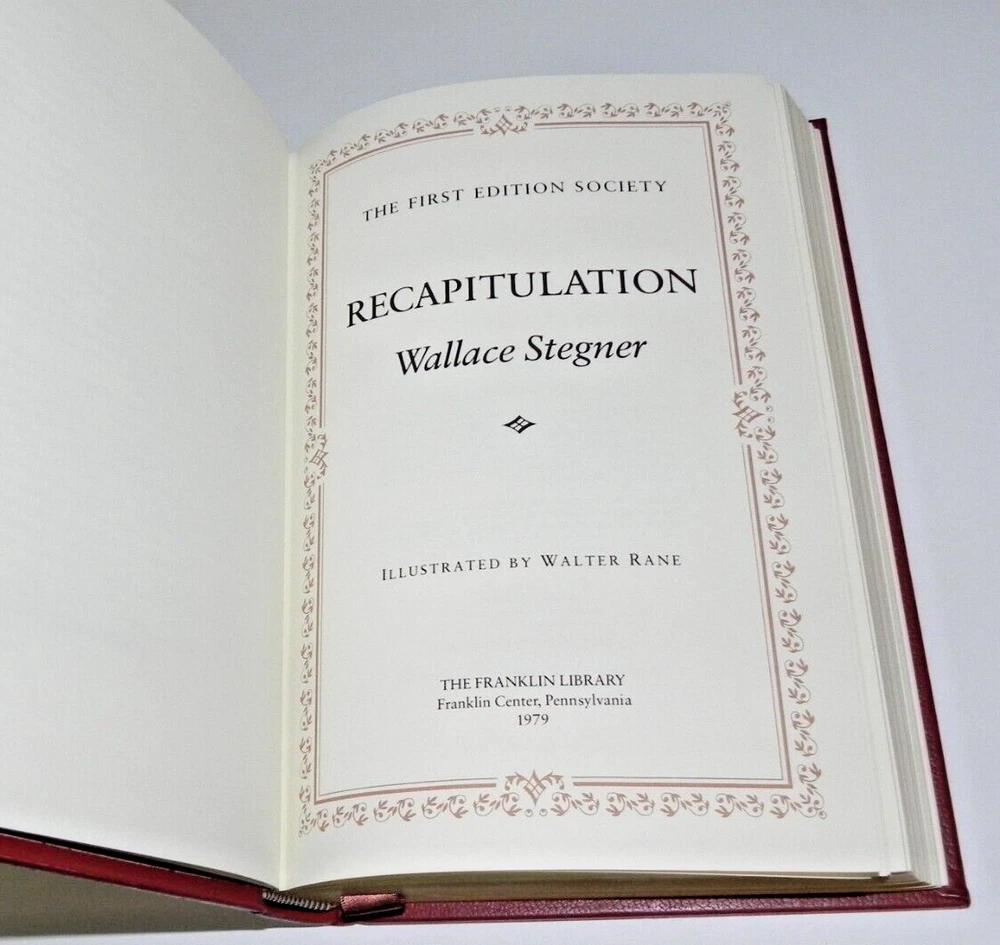 THE FIRST EDITION SOCIETY
RECAPITULATION
Wallace Stegner
ILLUSTRATED BY WALTER RANE
THE FRANKLIN LIBRARY
Franklin Center, Pennsylvania
1979